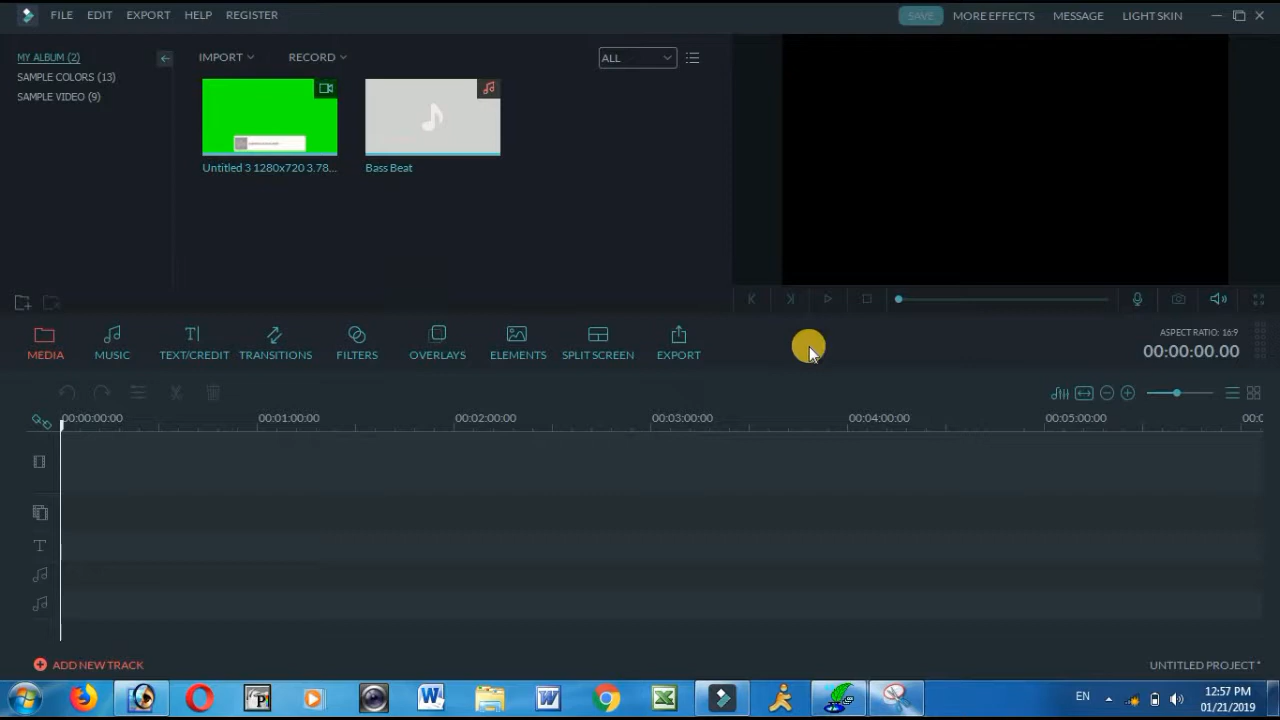 FILE EDIT EXPORT HELP REGISTER SAVE MORE EFFECTS MESSAGE LIGHT SKIN
MY ALBUM (2)
SAMPLE COLORS (13)
SAMPLE VIDEO (9)
IMPORT RECORD ALL
Untitled 3 1280x720 3.78... Bass Beat
MEDIA MUSIC TEXT/CREDIT TRANSITIONS FILTERS OVERLAYS ELEMENTS SPLIT SCREEN EXPORT
ASPECT RATIO: 16:9
00:00:00.00
00:00:00:00 00:01:00:00 00:02:00:00 00:03:00:00 00:04:00:00 00:05:00:00
ADD NEW TRACK
UNTITLED PROJECT *
EN
12:57 PM
01/21/2019